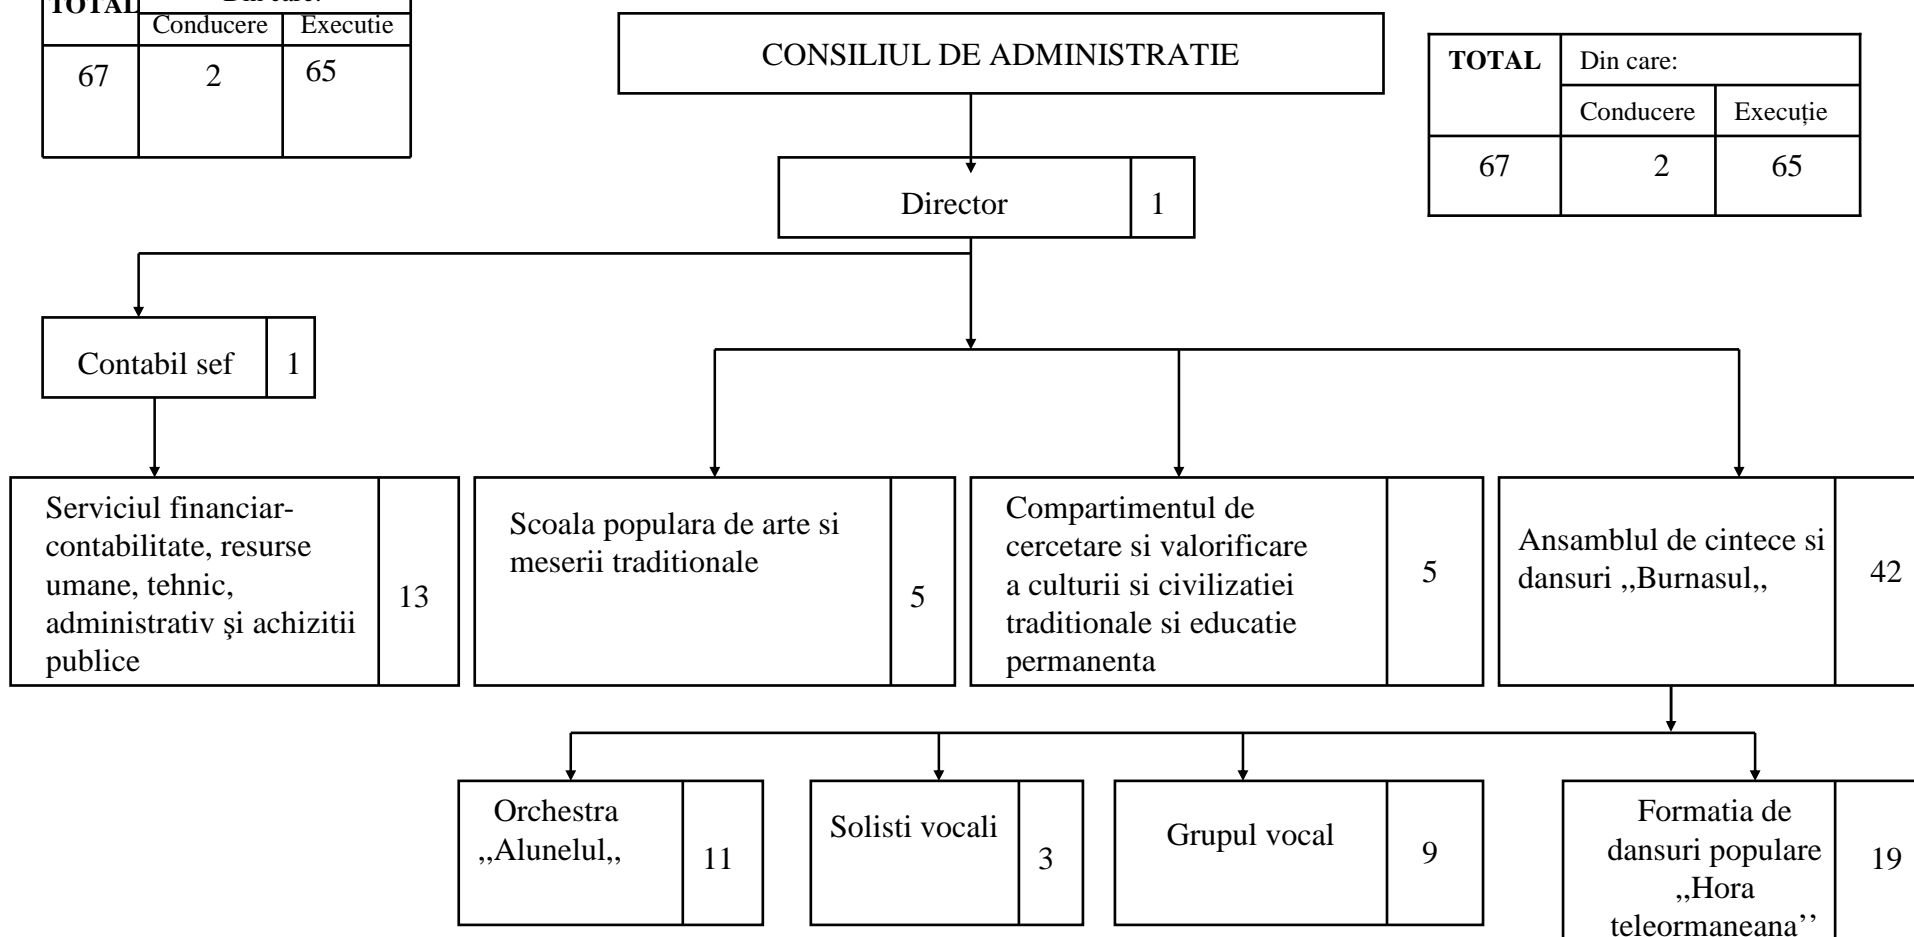 TOTAL
Din care:
Conducere Executie
67 2 65
CONSILIUL DE ADMINISTRATIE
TOTAL Din care:
Conducere Execuție
67 2 65
Director 1
Contabil sef 1
Serviciul financiar-
contabilitate, resurse
umane, tehnic,
administrativ şi achizitii
publice
13
Scoala populara de arte si
meserii traditionale
5
Compartimentul de
cercetare si valorificare
a culturii si civilizatiei
traditionale si educatie
permanenta
5
Ansamblul de cintece si
dansuri ,,Burnasul,,
42
Orchestra
,,Alunelul,,
11
Solisti vocali
3
Grupul vocal
9
Formatia de
dansuri populare
,,Hora
teleormaneana’’
19